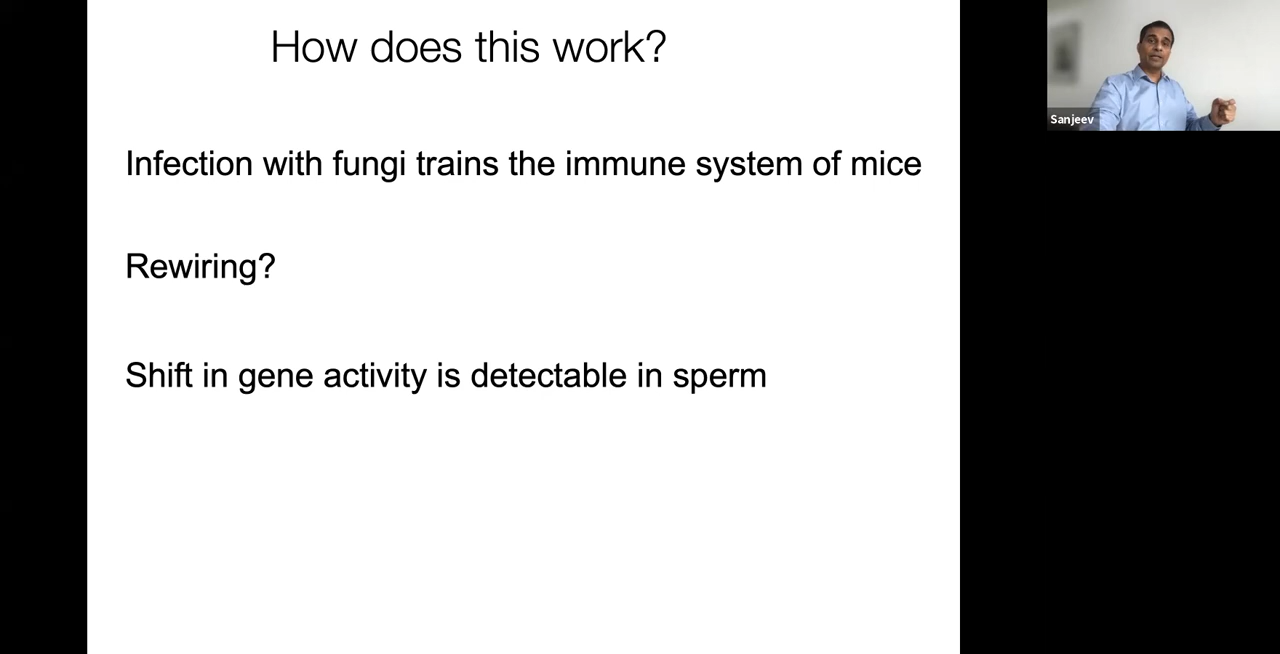 How does this work?
Sanjeev
Infection with fungi trains the immune system of mice
Rewiring?
Shift in gene activity is detectable in sperm